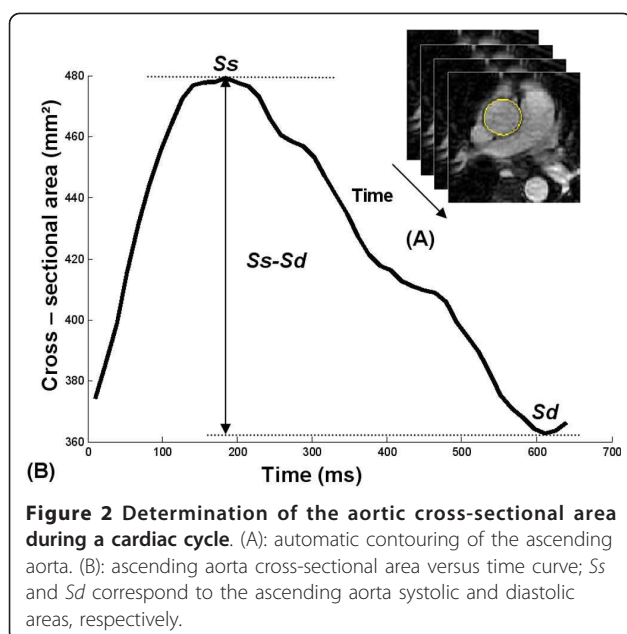 Ss
480
460
440
420
400
380
360
Cross – sectional area (mm²)
Time
(A)
Ss-Sd
Sd
(B)
0 100 200 300 400 500 600 700
Time (ms)
Figure 2 Determination of the aortic cross-sectional area
during a cardiac cycle. (A): automatic contouring of the ascending
aorta. (B): ascending aorta cross-sectional area versus time curve; Ss
and Sd correspond to the ascending aorta systolic and diastolic
areas, respectively.